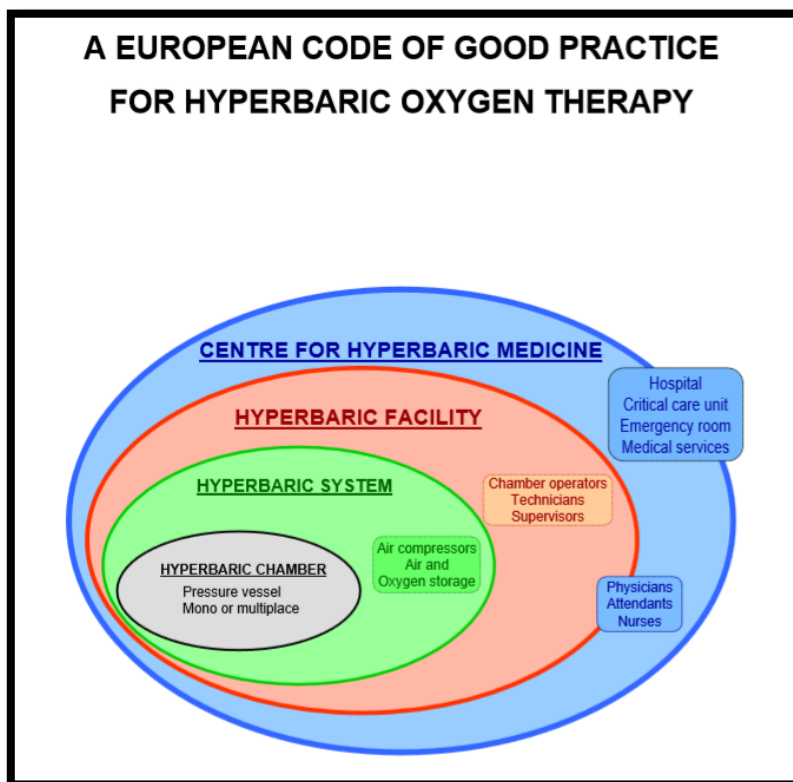 A EUROPEAN CODE OF GOOD PRACTICE
FOR HYPERBARIC OXYGEN THERAPY
CENTRE FOR HYPERBARIC MEDICINE
Hospital
Critical care unit
Emergency room
Medical services
HYPERBARIC FACILITY
Chamber operators
Technicians
Supervisors
HYPERBARIC SYSTEM
Air compressors
Air and
Oxygen storage
HYPERBARIC CHAMBER
Pressure vessel
Mono or multiplace
Physicians
Attendants
Nurses